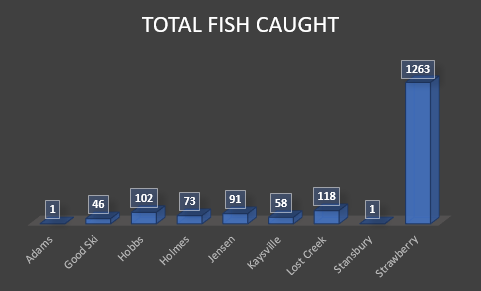 TOTAL FISH CAUGHT
1263
1
46
102
73
91
58
118
1
Adams
Good Ski
Hobbs
Holmes
Jensen
Kaysville
Lost Creek
Stansbury
Strawberry